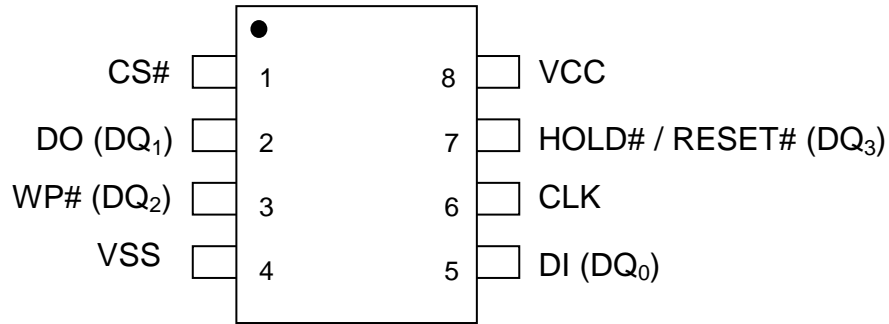 CS# 1 8 VCC
DO (DQ₁) 2 7 HOLD# / RESET# (DQ₃)
WP# (DQ₂) 3 6 CLK
VSS 4 5 DI (DQ₀)